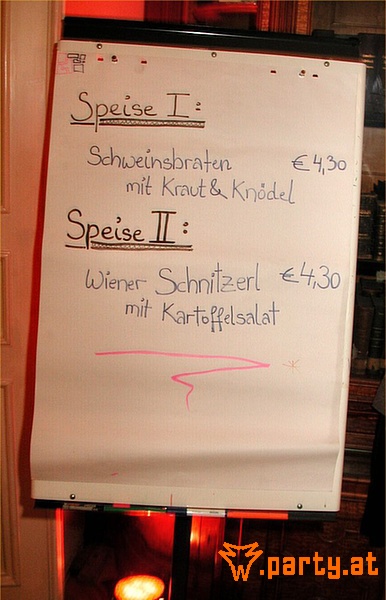 Speise I:
Schweinsbraten € 4,30
mit Kraut & Knödel
Speise II:
Wiener Schnitzerl € 4,30
mit Kartoffelsalat
W.party.at